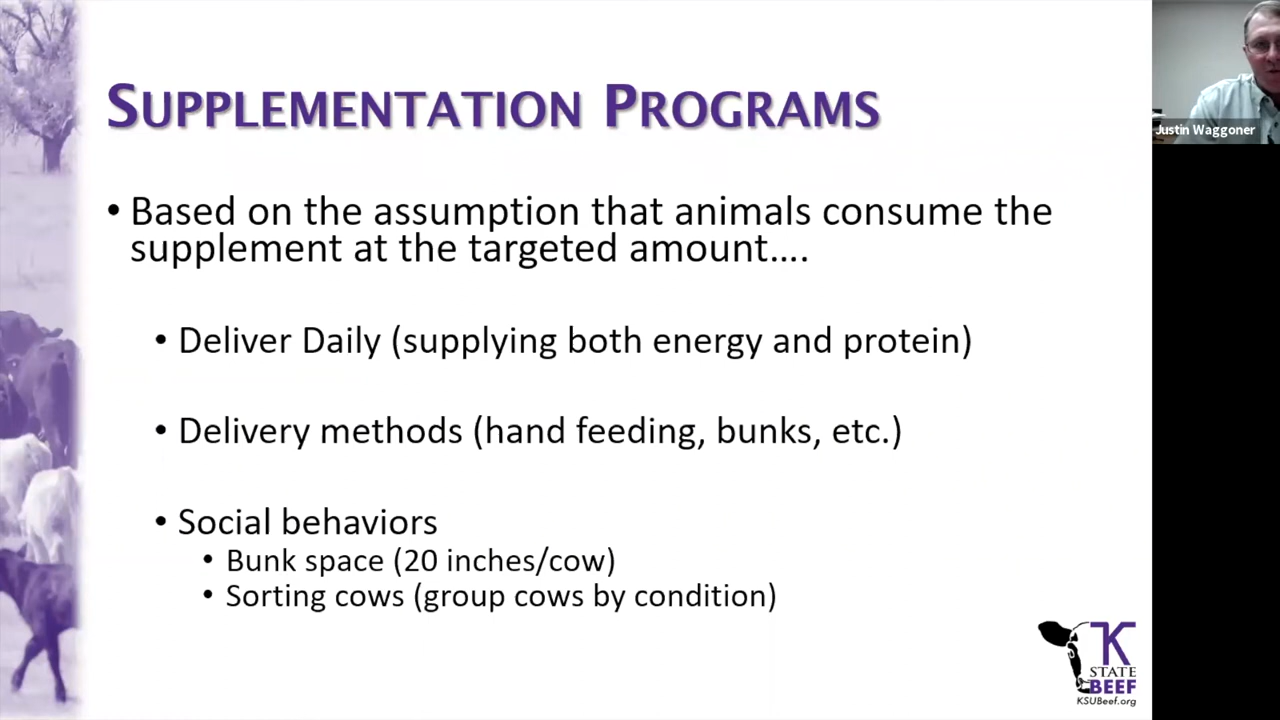 SUPPLEMENTATION PROGRAMS
• Based on the assumption that animals consume the
supplement at the targeted amount....
• Deliver Daily (supplying both energy and protein)
• Delivery methods (hand feeding, bunks, etc.)
• Social behaviors
• Bunk space (20 inches/cow)
• Sorting cows (group cows by condition)
Justin Waggoner
K
STATE
BEEF
KSUBeef.org